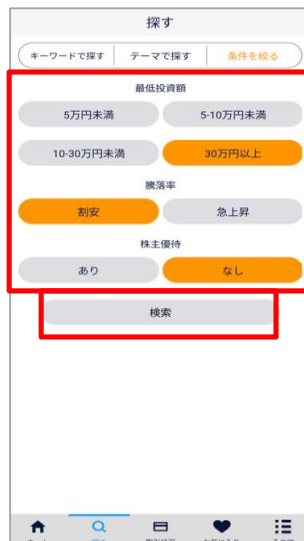 探す
キーワードで探す テーマで探す 条件を絞る
最低投資額
5万円未満 5-10万円未満
10-30万円未満 30万円以上
騰落率
割安 急上昇
株主優待
あり なし
検索